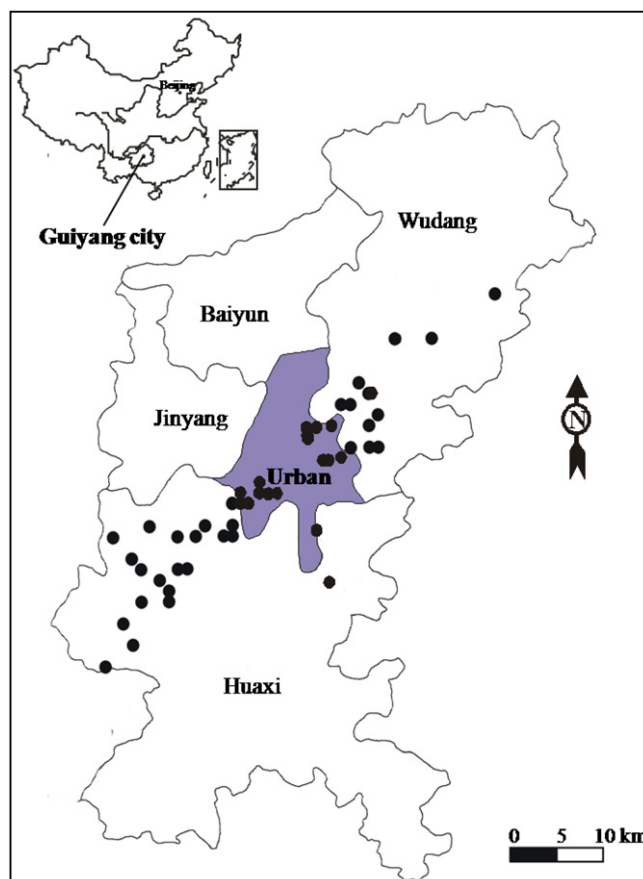 Beijing
Guiyang city
Wudang
Baiyun
Jinyang
N
Urban
Huaxi
0 5 10 km